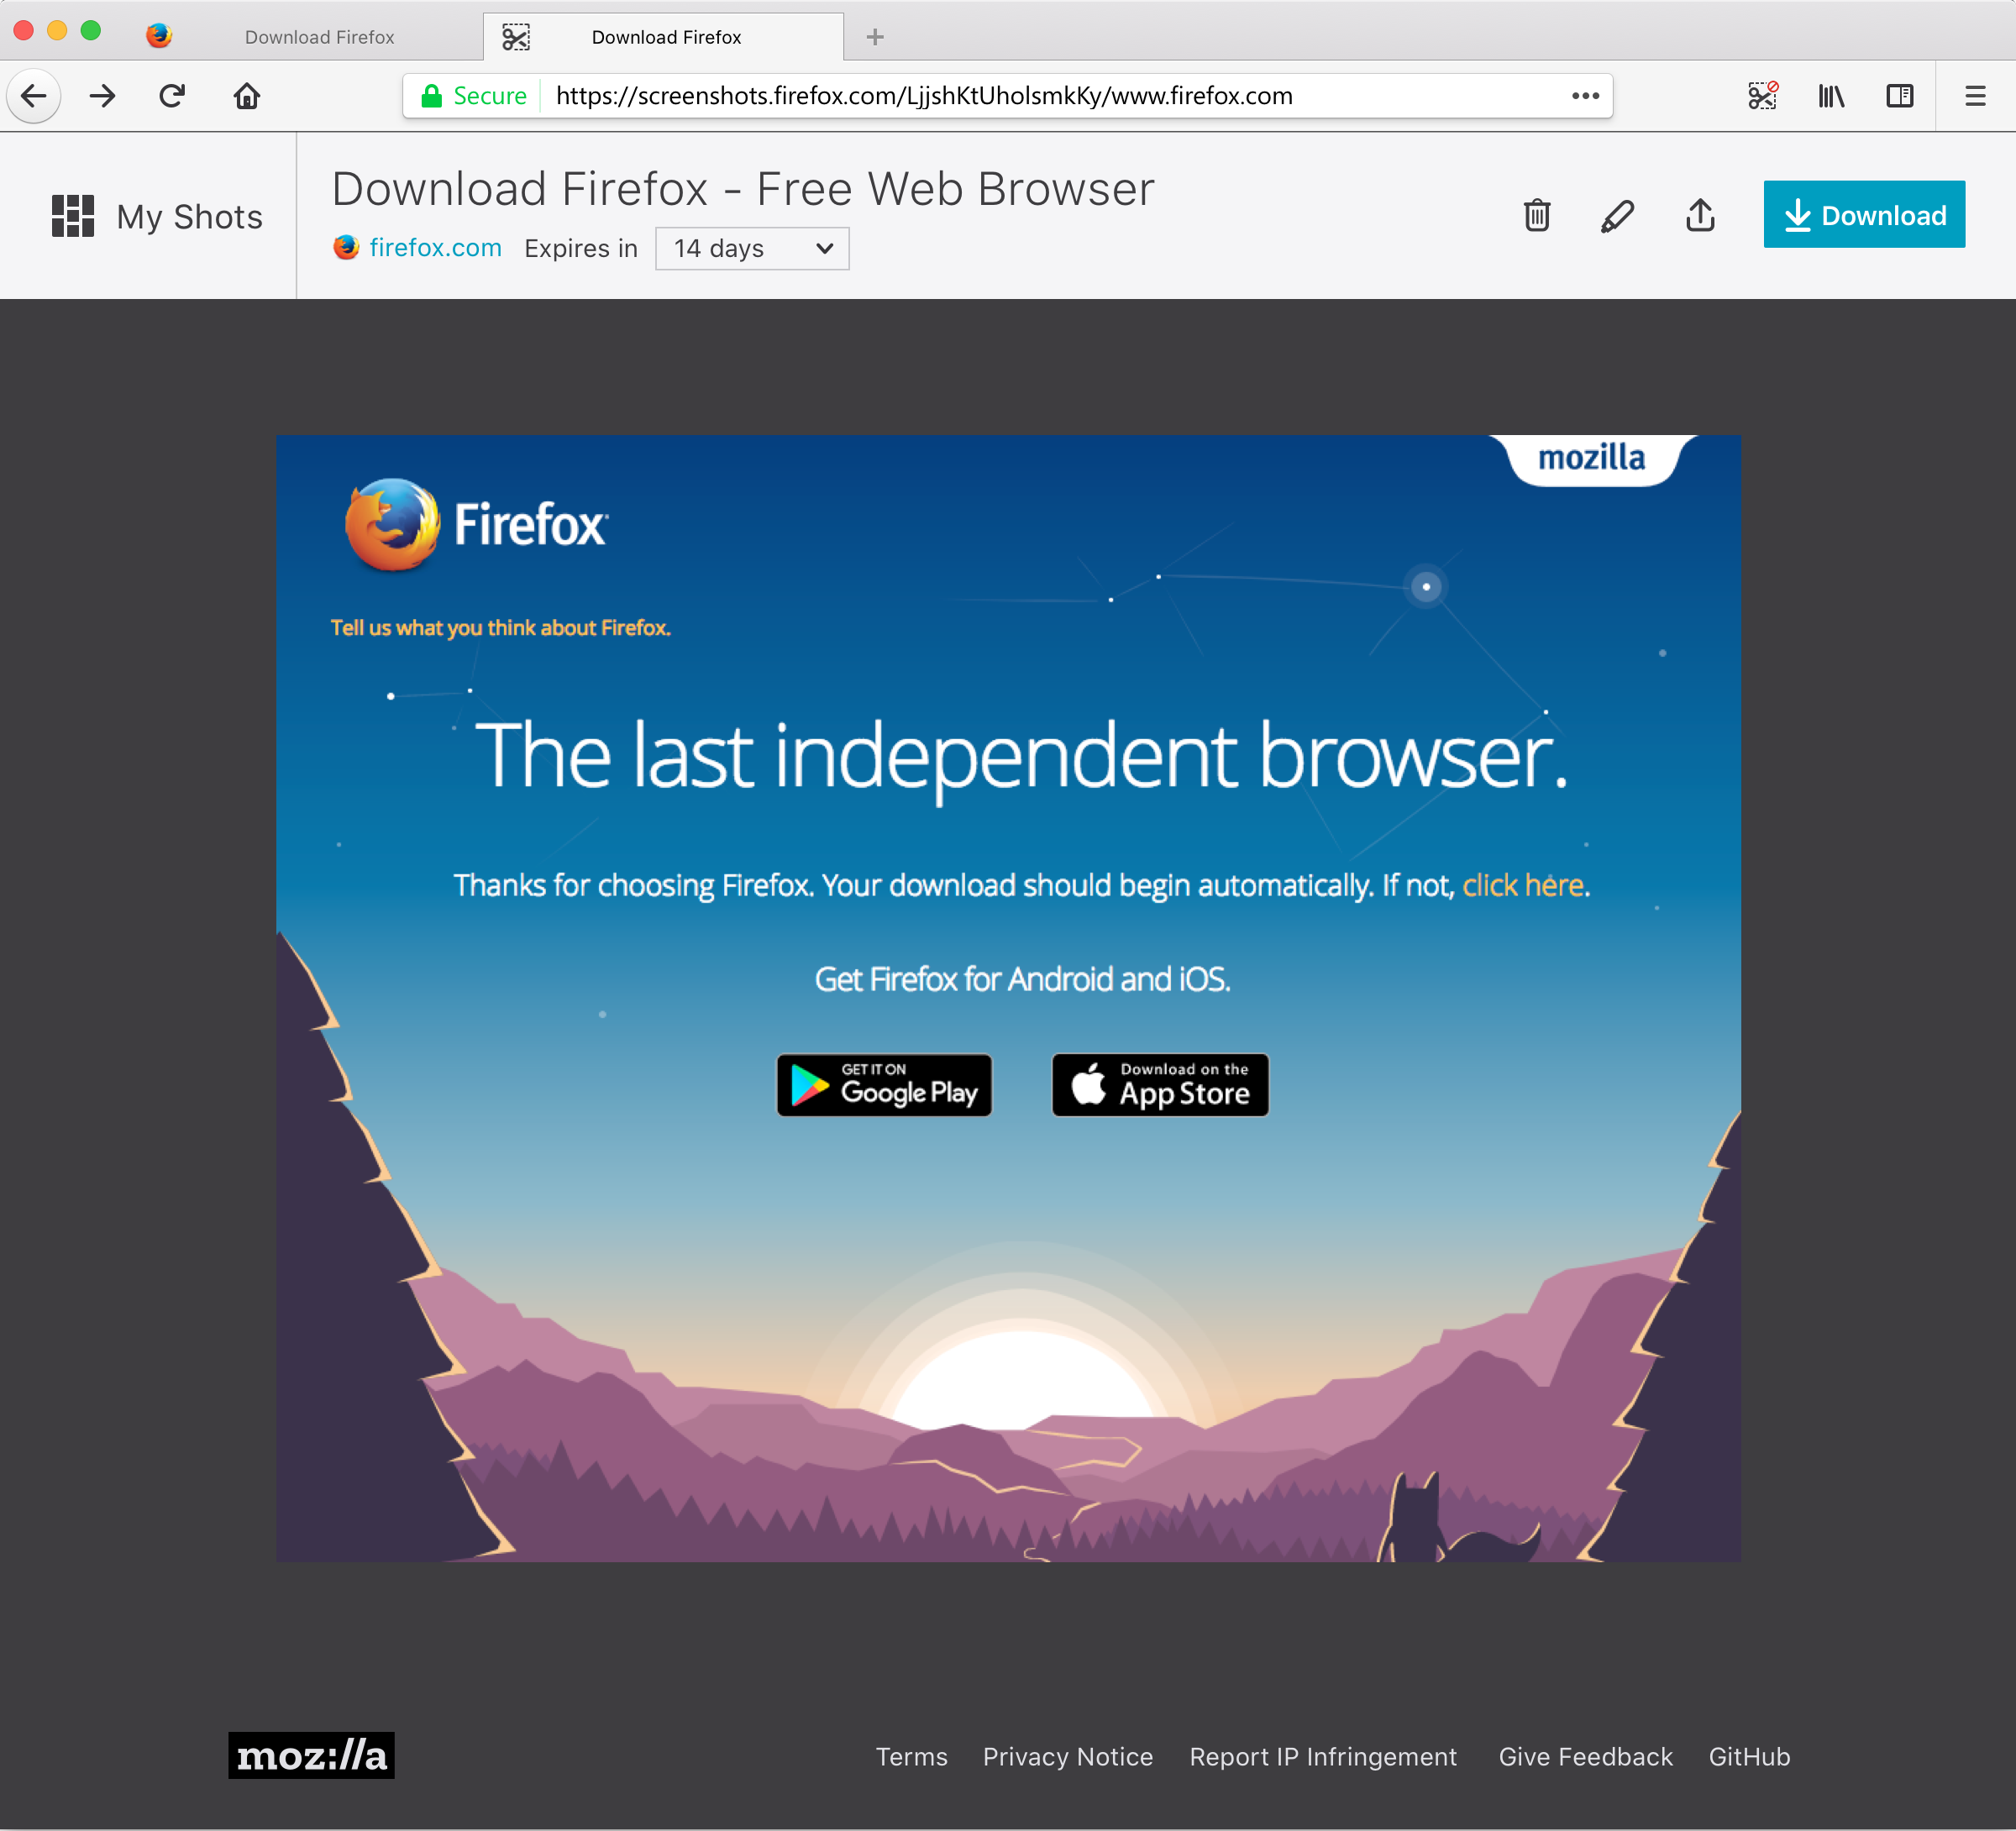 Download Firefox
Download Firefox
Secure
https://screenshots.firefox.com/LjjshKtUholsmkKy/www.firefox.com
My Shots
Download Firefox - Free Web Browser
firefox.com Expires in 14 days
Download
mozilla
Firefox
Tell us what you think about Firefox.
The last independent browser.
Thanks for choosing Firefox. Your download should begin automatically. If not, click here.
Get Firefox for Android and iOS.
GET IT ON
Google Play
Download on the
App Store
moz://a
Terms Privacy Notice Report IP Infringement Give Feedback GitHub